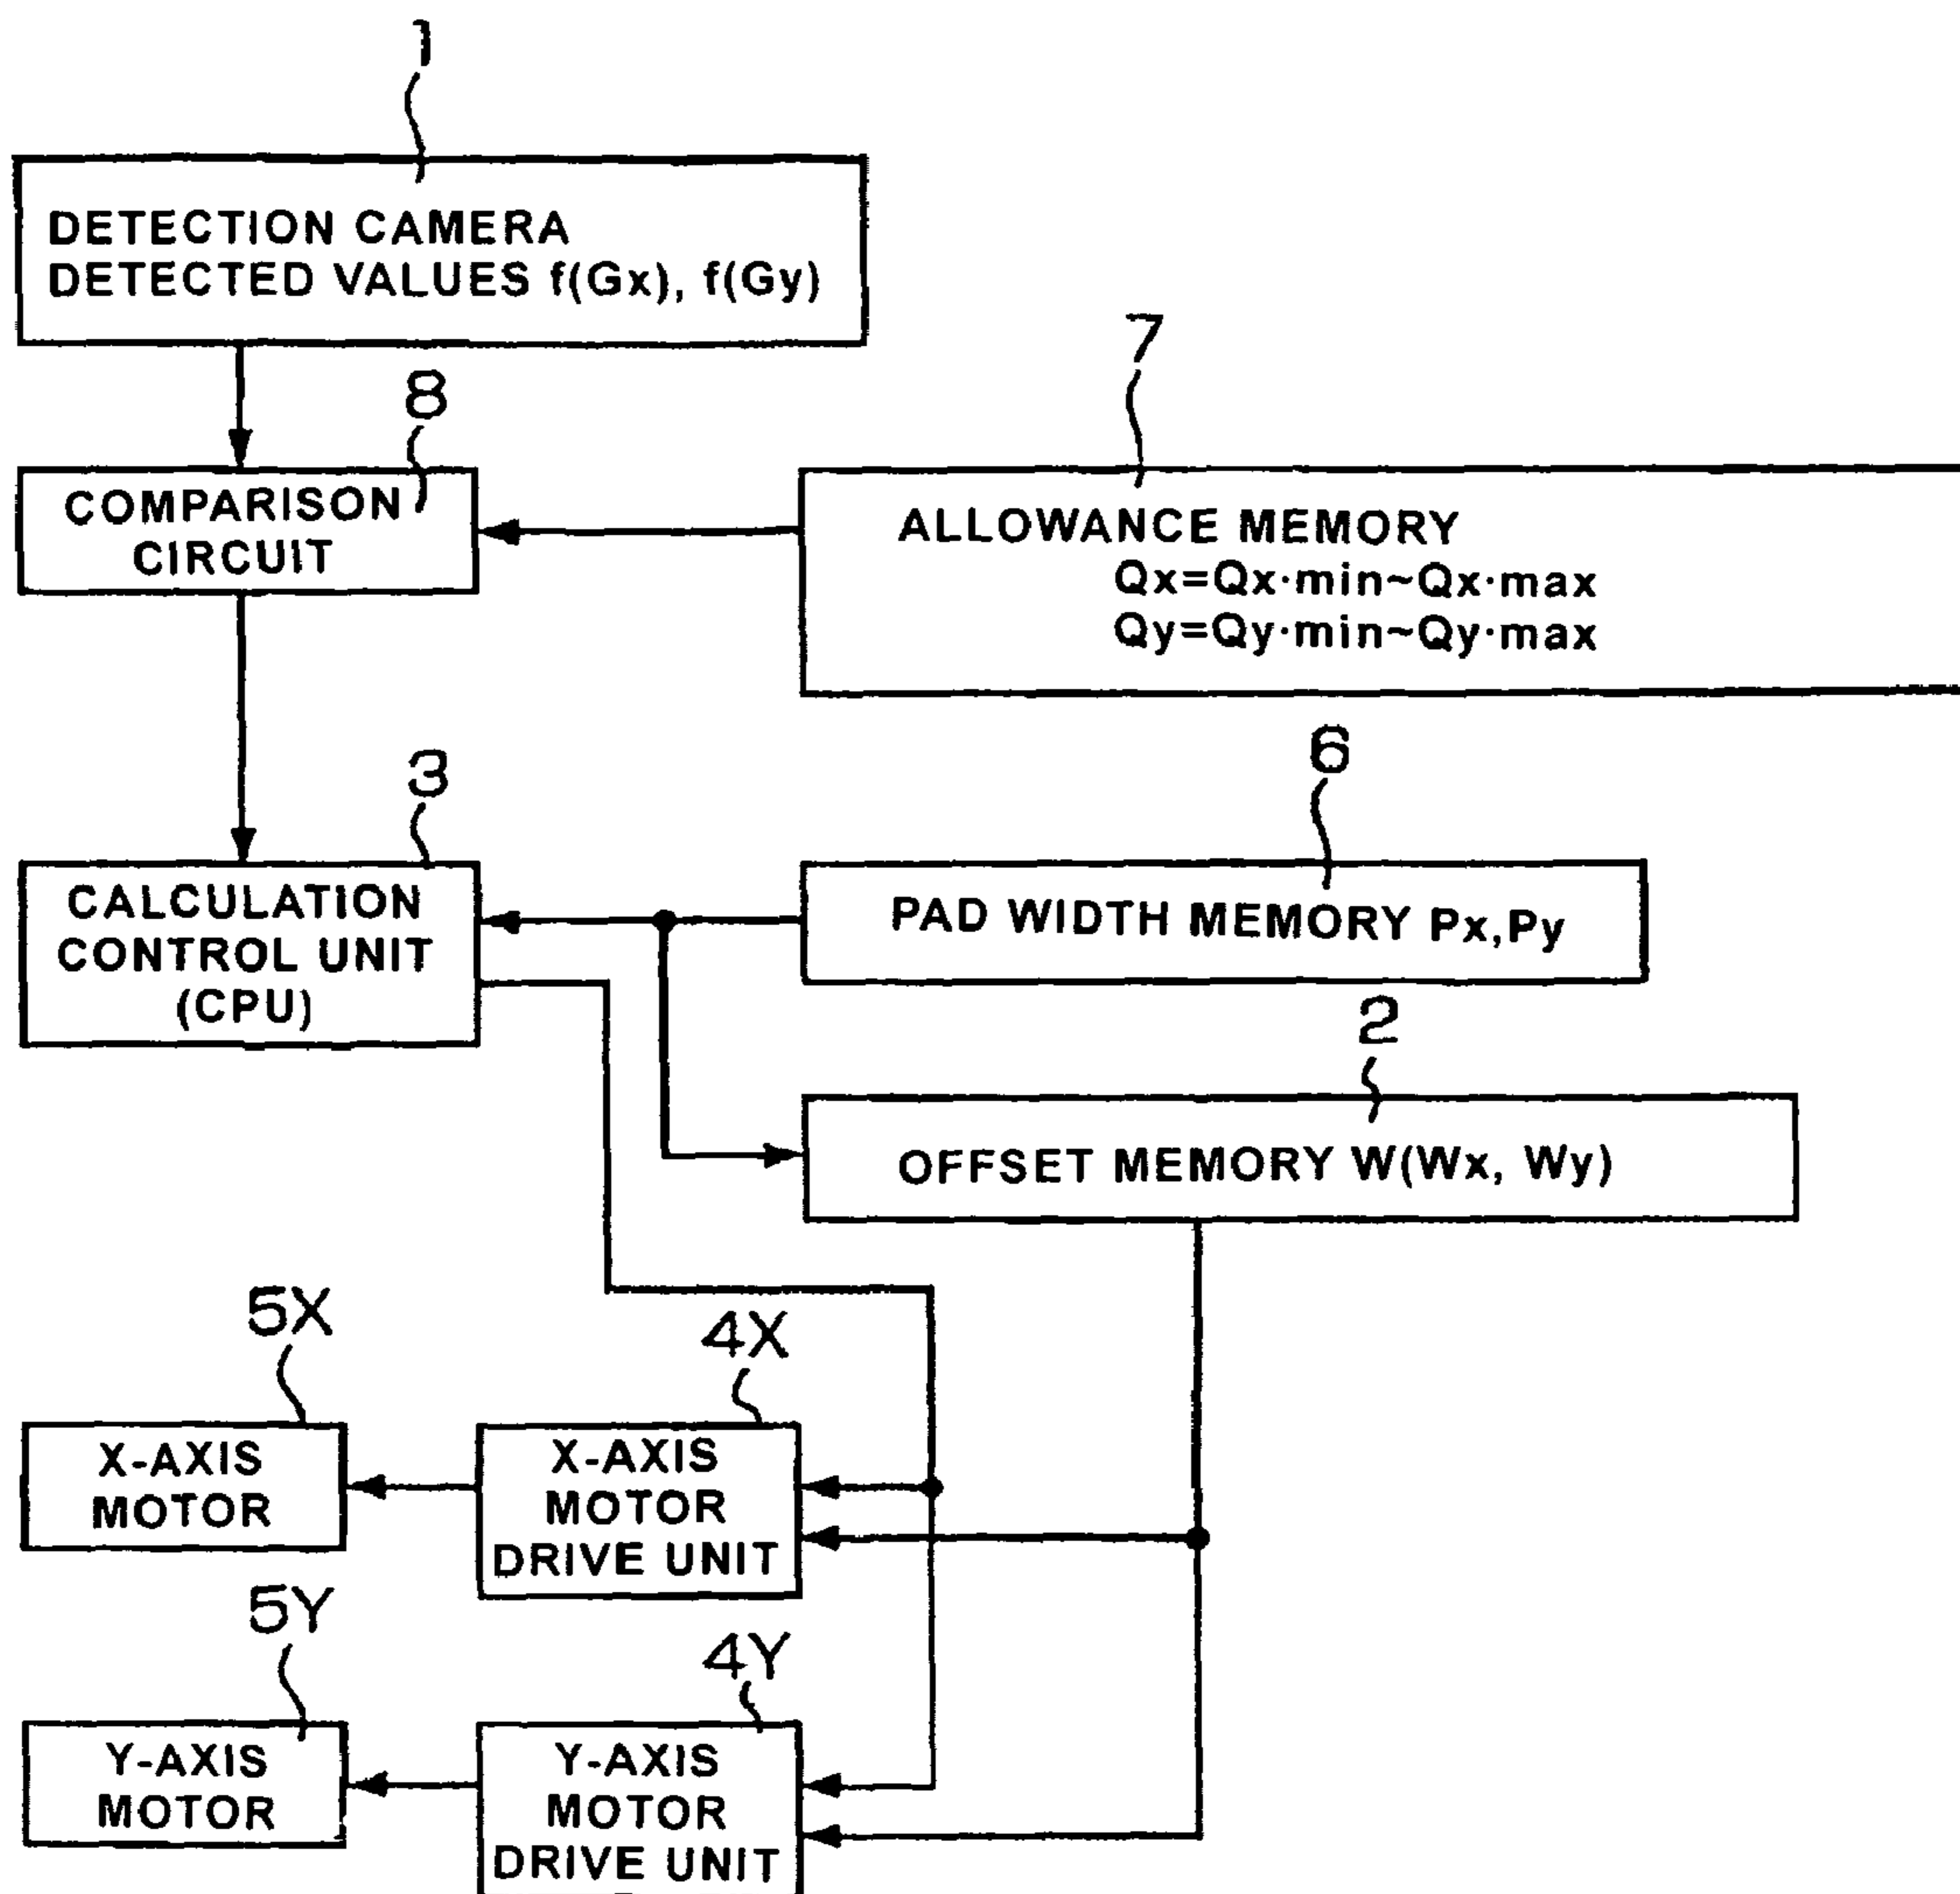 1
DETECTION CAMERA
DETECTED VALUES f(Gx), f(Gy)
8
COMPARISON
CIRCUIT
7
ALLOWANCE MEMORY
Qx=Qx·min~Qx·max
Qy=Qy·min~Qy·max
3
CALCULATION
CONTROL UNIT
(CPU)
6
PAD WIDTH MEMORY Px,Py
2
OFFSET MEMORY W(Wx, Wy)
5X
X-AXIS
MOTOR
4X
X-AXIS
MOTOR
DRIVE UNIT
5Y
Y-AXIS
MOTOR
4Y
Y-AXIS
MOTOR
DRIVE UNIT